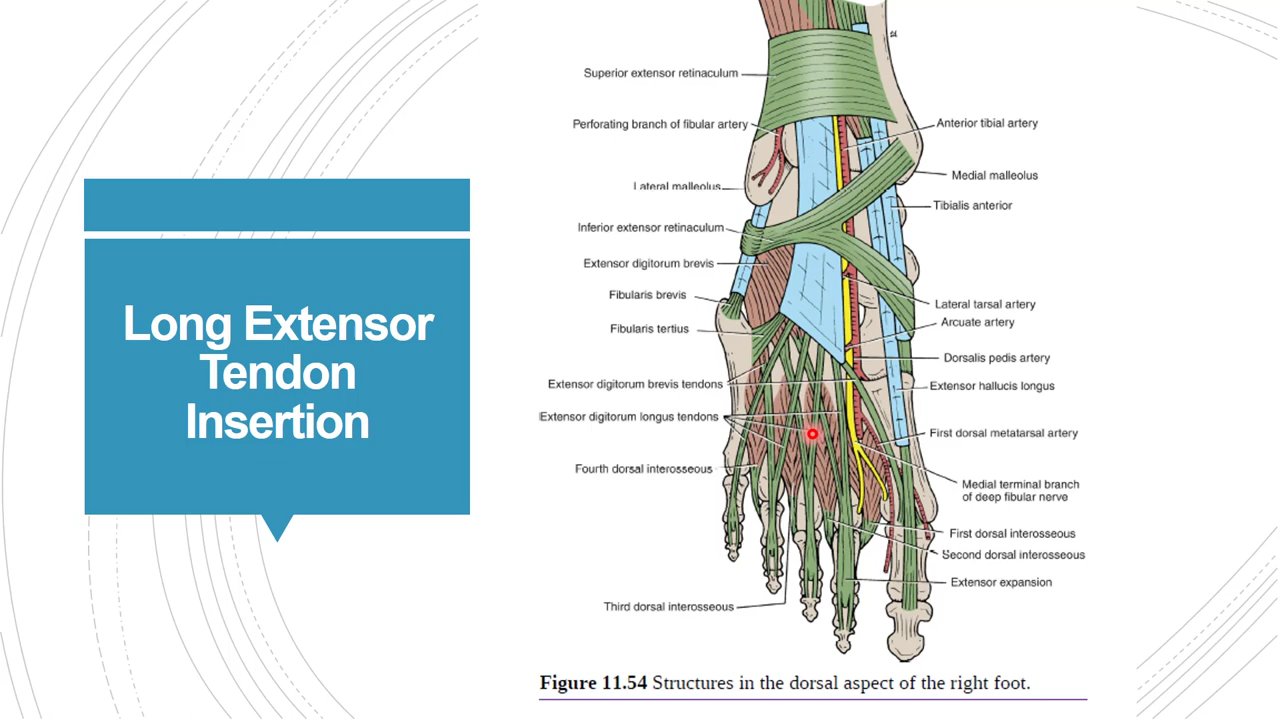 Long Extensor
Tendon
Insertion
Superior extensor retinaculum
Perforating branch of fibular artery
Lateral malleolus
Inferior extensor retinaculum
Extensor digitorum brevis
Fibularis brevis
Fibularis tertius
Extensor digitorum brevis tendons
Extensor digitorum longus tendons
Fourth dorsal interosseous
Third dorsal interosseous
Anterior tibial artery
Medial malleolus
Tibialis anterior
Lateral tarsal artery
Arcuate artery
Dorsalis pedis artery
Extensor hallucis longus
First dorsal metatarsal artery
Medial terminal branch
of deep fibular nerve
First dorsal interosseous
Second dorsal interosseous
Extensor expansion
Figure 11.54 Structures in the dorsal aspect of the right foot.